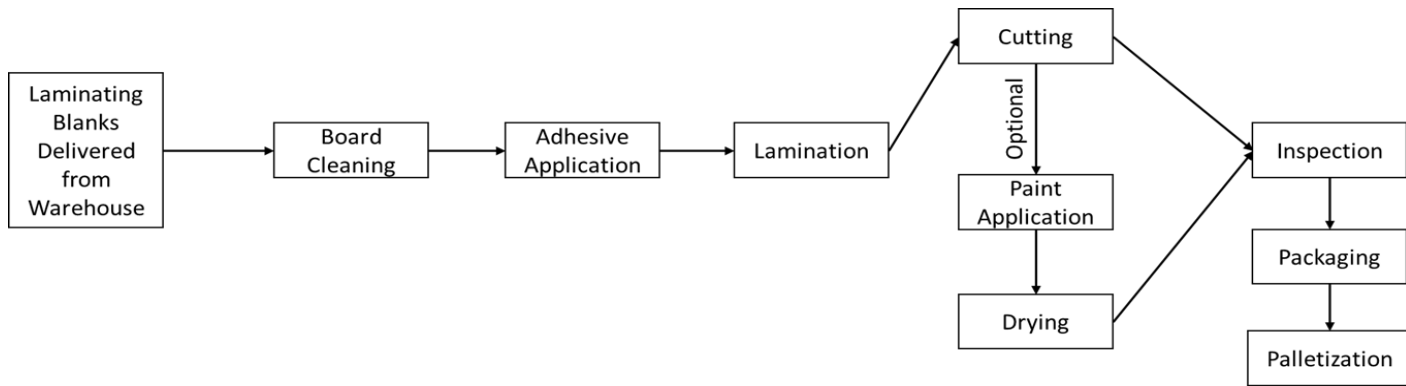 Laminating
Blanks
Delivered
from
Warehouse
Board
Cleaning
Adhesive
Application
Lamination
Cutting
Optional
Paint
Application
Drying
Inspection
Packaging
Palletization